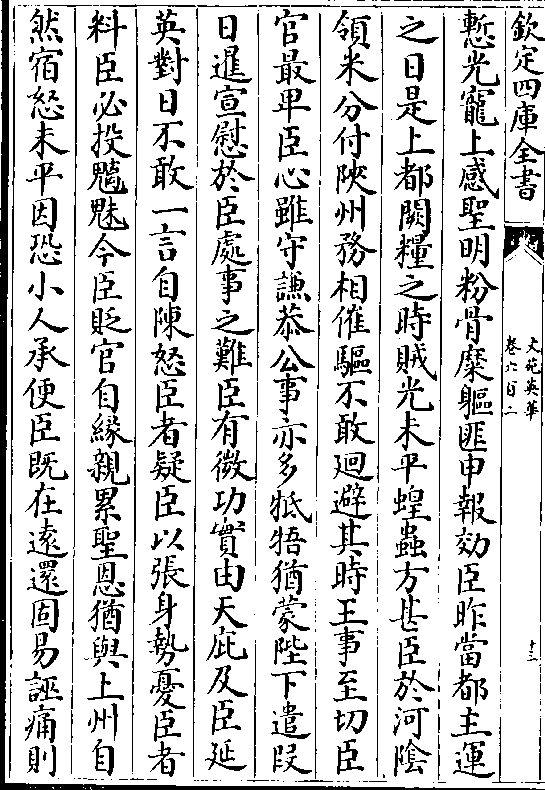 欽定四庫全書
文苑英華
卷六百二
十三
慙光寵上感聖明粉骨糜軀匪申報効臣昨當都主運
之日是上都闕糧之時賊光未平蝗蟲方甚臣於河陰
領米分付陜州務相催驅不敢迴避其時王事至切臣
官最卑臣心雖守謙恭公事亦多牴牾猶蒙陛下遣段
日暹宣慰於臣處事之難臣有微功實由天庇及臣延
英對日不敢一言自陳怒臣者疑臣以張身勢憂臣者
料臣必投魑魅今臣貶官自緣親累聖恩猶與上州自
然宿怒未平因恐小人承便臣既在遠還固易誣痛則